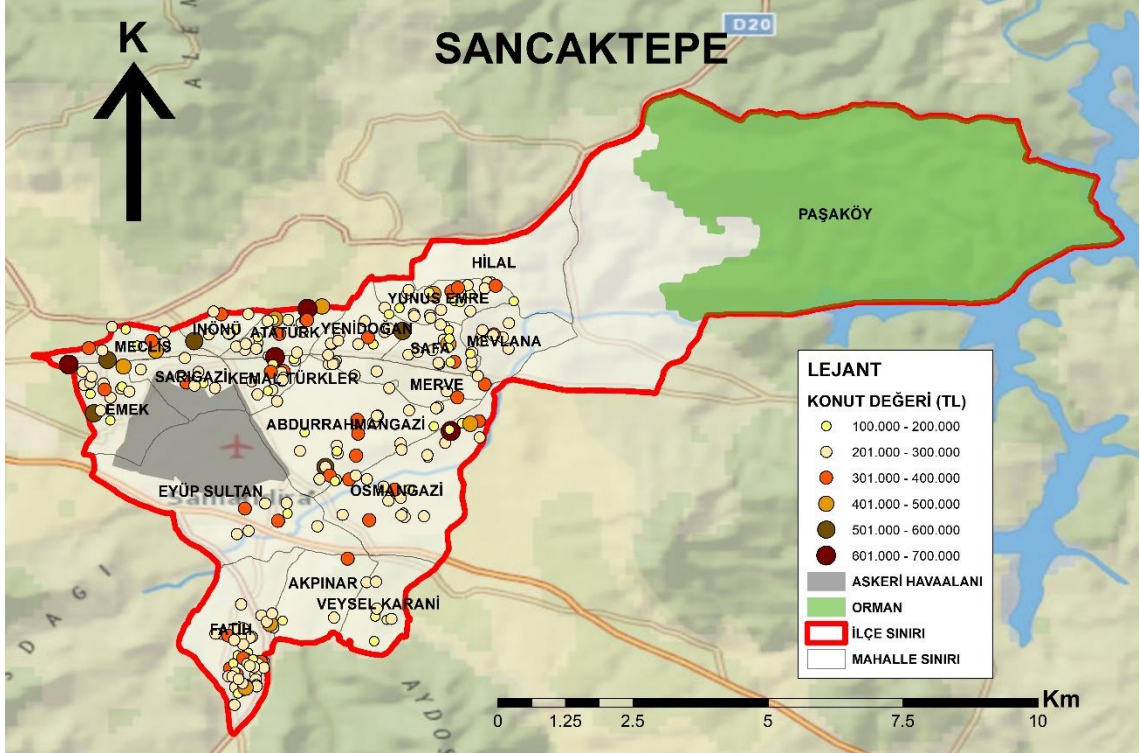 D20
K
SANCAKTEPE
PAŞAKÖY
HİLAL
YUNUS EMRE
İNÖNÜ
ATATÜRK
YENİDOĞAN
MECLİS
SAFA
MEVLANA
SARIGAZİ
KEMAL TÜRKLER
MERVE
EMEK
ABDURRAHMANGAZİ
EYÜP SULTAN
OSMANGAZİ
Samandıra
AKPINAR
VEYSEL KARANİ
FATİH
LEJANT
KONUT DEĞERİ (TL)
100.000 - 200.000
201.000 - 300.000
301.000 - 400.000
401.000 - 500.000
501.000 - 600.000
601.000 - 700.000
ASKERİ HAVAALANI
ORMAN
İLÇE SINIRI
MAHALLE SINIRI
Km
0 1.25 2.5 5 7.5 10